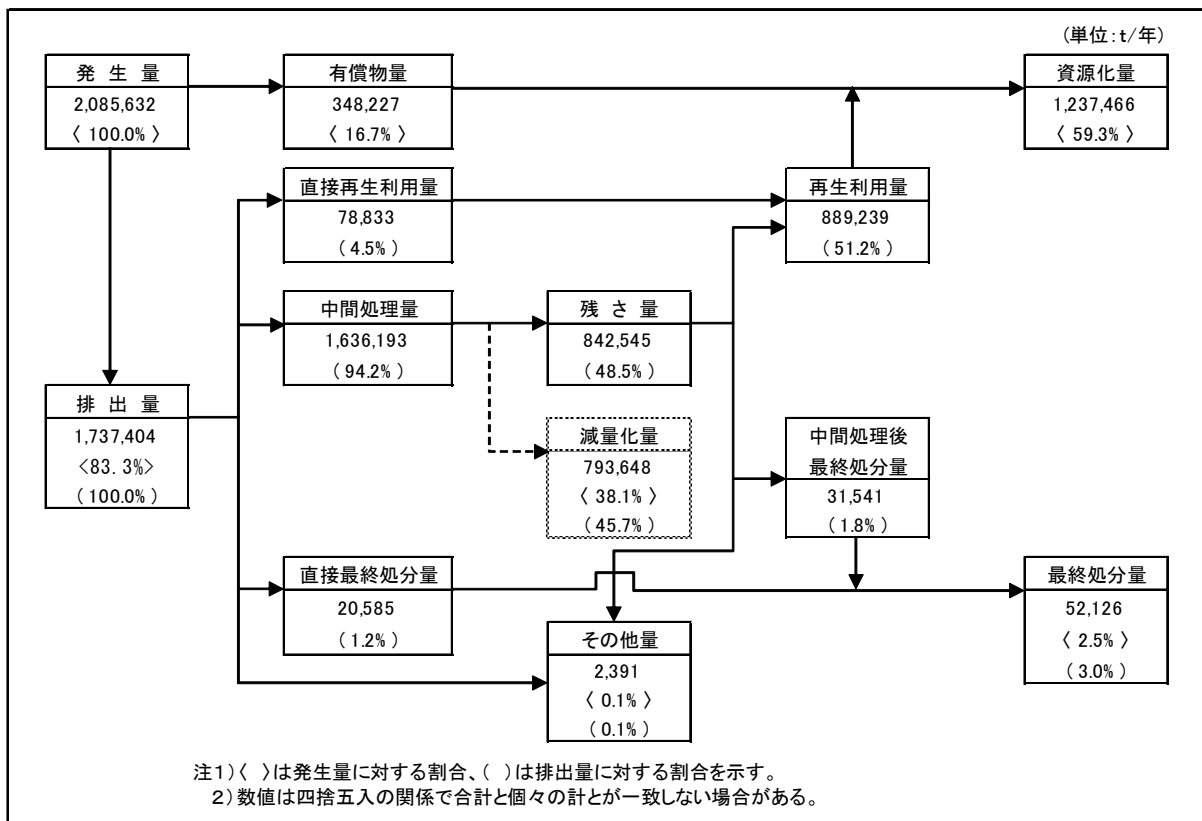 (単位:t/年)
発 生 量
2,085,632
〈 100.0% 〉
有償物量
348,227
〈 16.7% 〉
資源化量
1,237,466
〈 59.3% 〉
直接再生利用量
78,833
( 4.5% )
再生利用量
889,239
( 51.2% )
中間処理量
1,636,193
( 94.2% )
残 さ 量
842,545
( 48.5% )
排 出 量
1,737,404
<83.3%>
( 100.0% )
減量化量
793,648
〈 38.1% 〉
( 45.7% )
中間処理後
最終処分量
31,541
( 1.8% )
直接最終処分量
20,585
( 1.2% )
その他量
2,391
〈 0.1% 〉
( 0.1% )
最終処分量
52,126
〈 2.5% 〉
( 3.0% )
注1)〈 〉は発生量に対する割合、( )は排出量に対する割合を示す。
2)数値は四捨五入の関係で合計と個々の計とが一致しない場合がある。